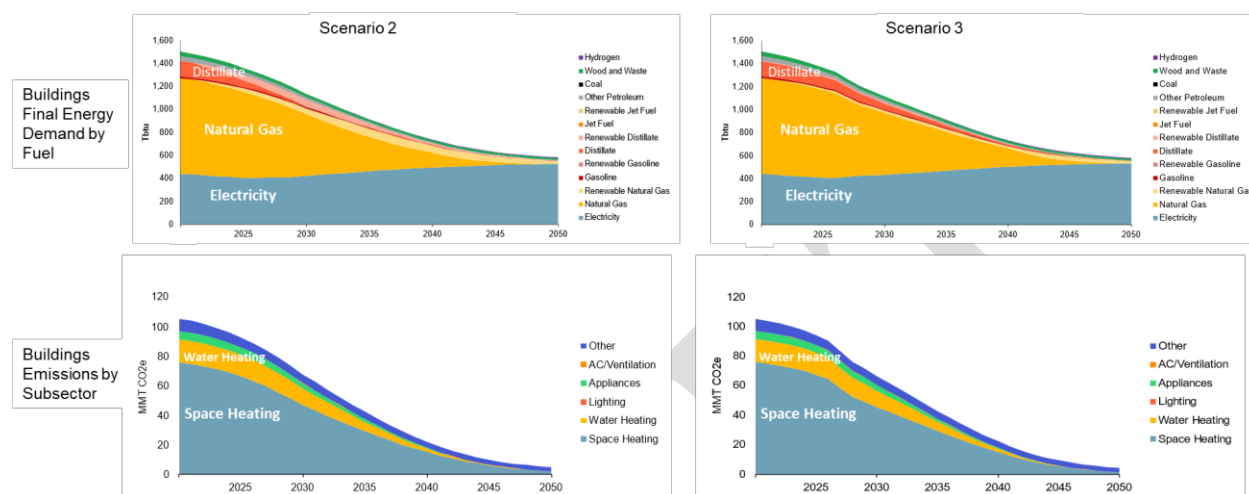 Scenario 2
Scenario 3
Buildings
Final Energy
Demand by
Fuel
Tbtu
1,600
1,400
1,200
1,000
800
600
400
200
0
2025
2030
2035
2040
2045
2050
Distillate
Natural Gas
Electricity
Hydrogen
Wood and Waste
Coal
Other Petroleum
Renewable Jet Fuel
Jet Fuel
Renewable Distillate
Distillate
Renewable Gasoline
Gasoline
Renewable Natural Gas
Natural Gas
Electricity
Tbtu
1,600
1,400
1,200
1,000
800
600
400
200
0
2025
2030
2035
2040
2045
2050
Distillate
Natural Gas
Electricity
Hydrogen
Wood and Waste
Coal
Other Petroleum
Renewable Jet Fuel
Jet Fuel
Renewable Distillate
Distillate
Renewable Gasoline
Gasoline
Renewable Natural Gas
Natural Gas
Electricity
Buildings
Emissions by
Subsector
MMT CO2e
120
100
80
60
40
20
0
2025
2030
2035
2040
2045
2050
Water Heating
Space Heating
Other
AC/Ventilation
Appliances
Lighting
Water Heating
Space Heating
MMT CO2e
120
100
80
60
40
20
0
2025
2030
2035
2040
2045
2050
Water Heating
Space Heating
Other
AC/Ventilation
Appliances
Lighting
Water Heating
Space Heating